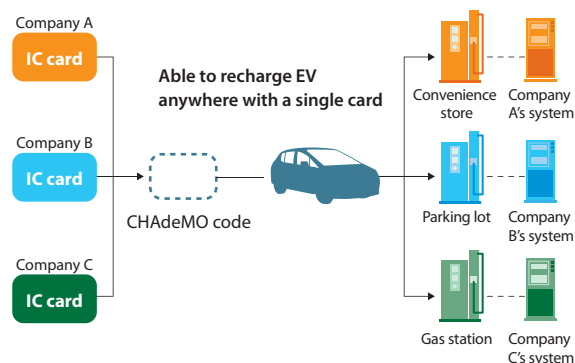 Company A
IC card
Company B
IC card
Company C
IC card
Able to recharge EV
anywhere with a single card
CHAdeMO code
Convenience
store
Company
A's system
Parking lot
Company
B's system
Gas station
Company
C's system